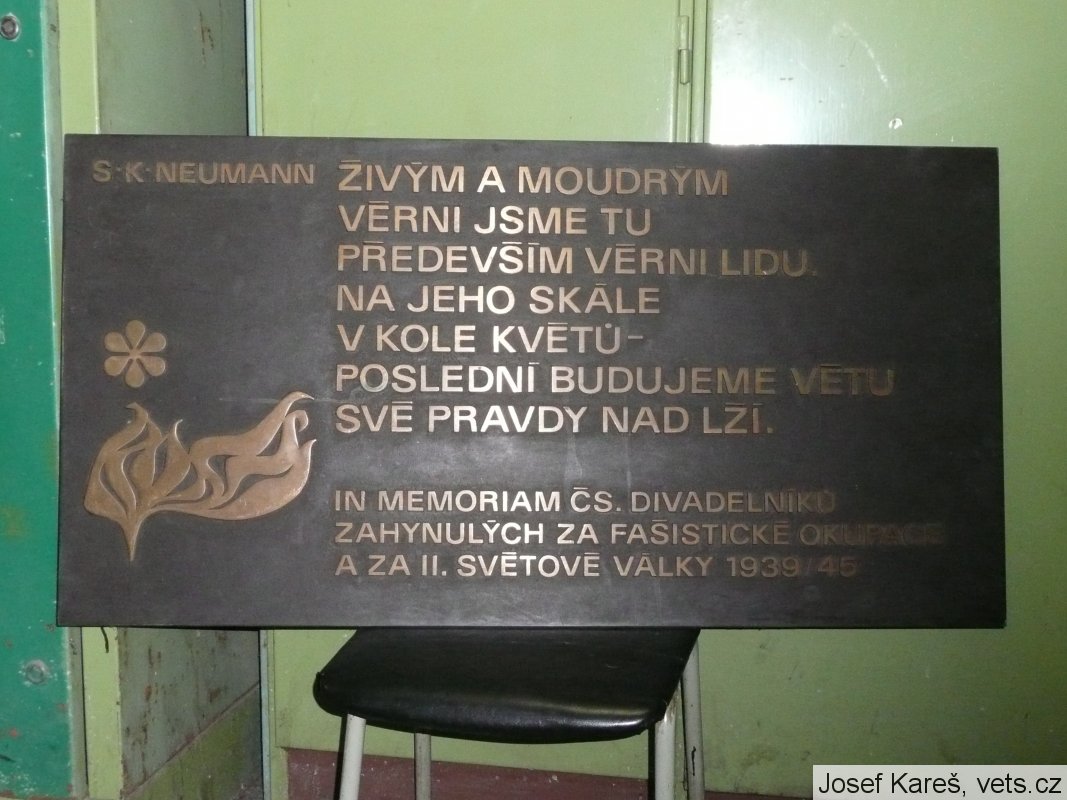 S·K·NEUMANN
ŽIVÝM A MOUDRÝM
VĚRNI JSME TU
PŘEDEVŠÍM VĚRNI LIDU.
NA JEHO SKÁLE
V KOLE KVĚTŮ–
POSLEDNÍ BUDUJEME VĚTU
SVÉ PRAVDY NAD LŽÍ.
IN MEMORIAM ČS. DIVADELNÍKŮ
ZAHYNULÝCH ZA FAŠISTICKÉ OKUPACE
A ZA II. SVĚTOVÉ VÁLKY 1939/45
Josef Kareš, vets.cz